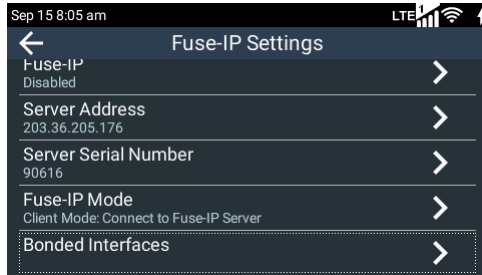 Sep 15 8:05 am LTE 1
Fuse-IP Settings
Fuse-IP
Disabled
Server Address
203.36.205.176
Server Serial Number
90616
Fuse-IP Mode
Client Mode: Connect to Fuse-IP Server
Bonded Interfaces